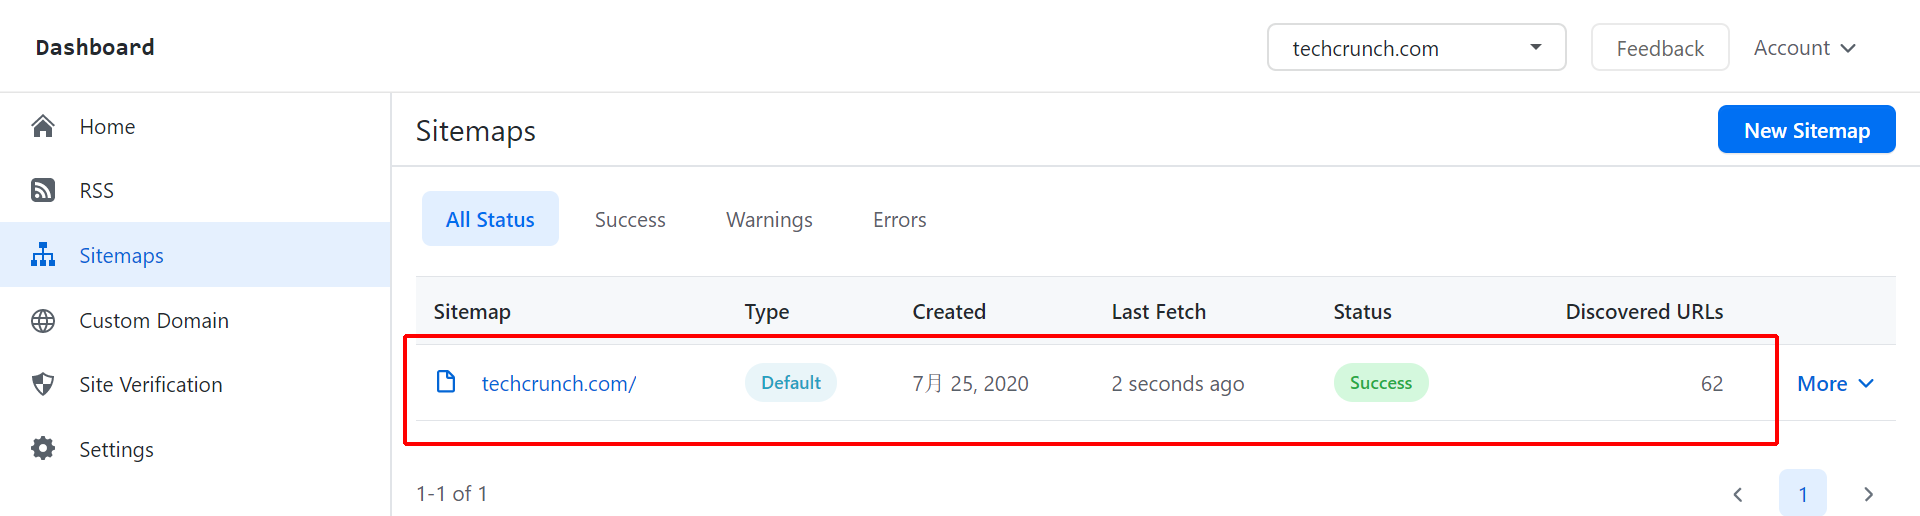 Dashboard
techcrunch.com
Feedback
Account
Home
RSS
Sitemaps
Custom Domain
Site Verification
Settings
Sitemaps
New Sitemap
All Status
Success
Warnings
Errors
Sitemap Type Created Last Fetch Status Discovered URLs
techcrunch.com/ Default 7月 25, 2020 2 seconds ago Success 62 More
1-1 of 1
1